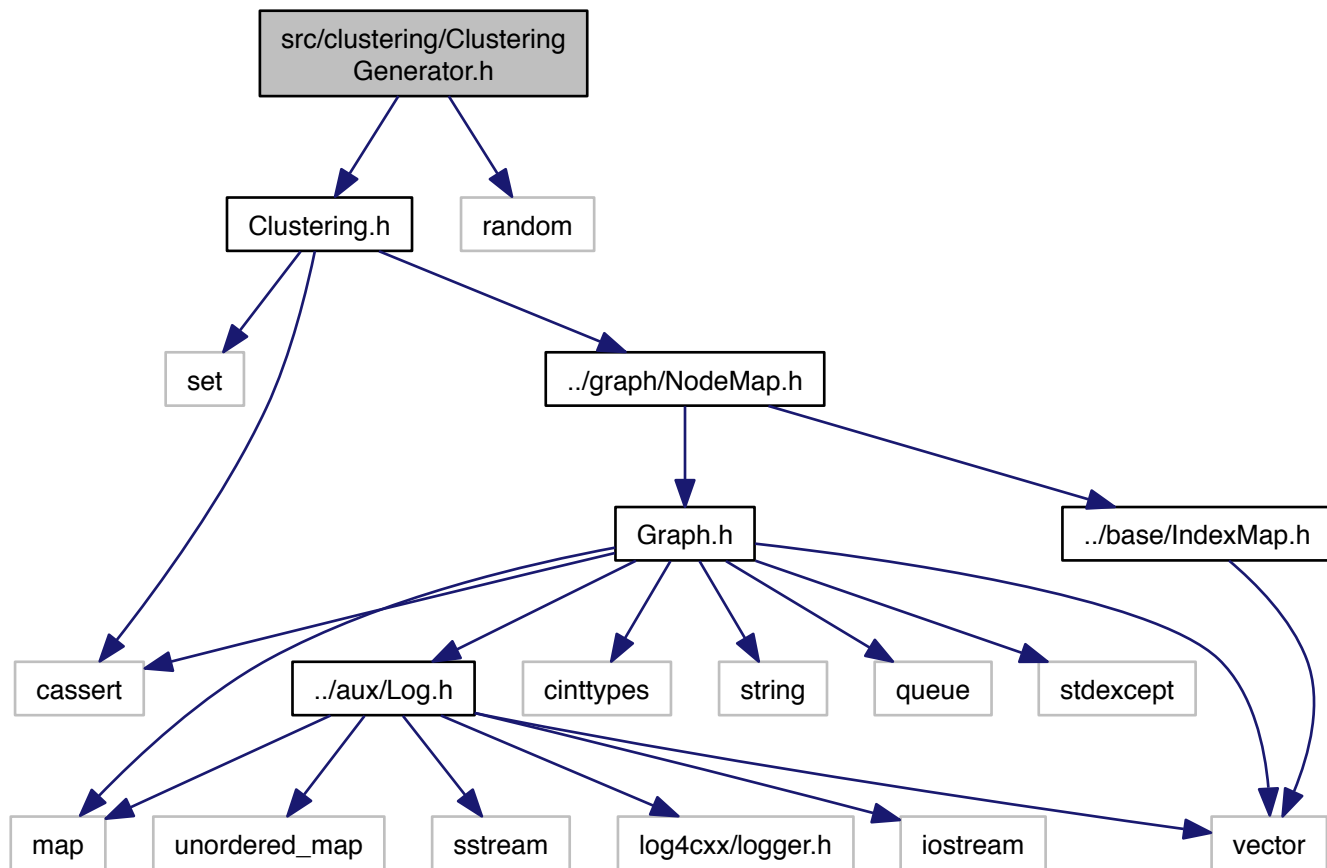 src/clustering/Clustering
Generator.h
Clustering.h
random
set
../graph/NodeMap.h
Graph.h
../base/IndexMap.h
cassert
../aux/Log.h
cinttypes
string
queue
stdexcept
map
unordered_map
sstream
log4cxx/logger.h
iostream
vector